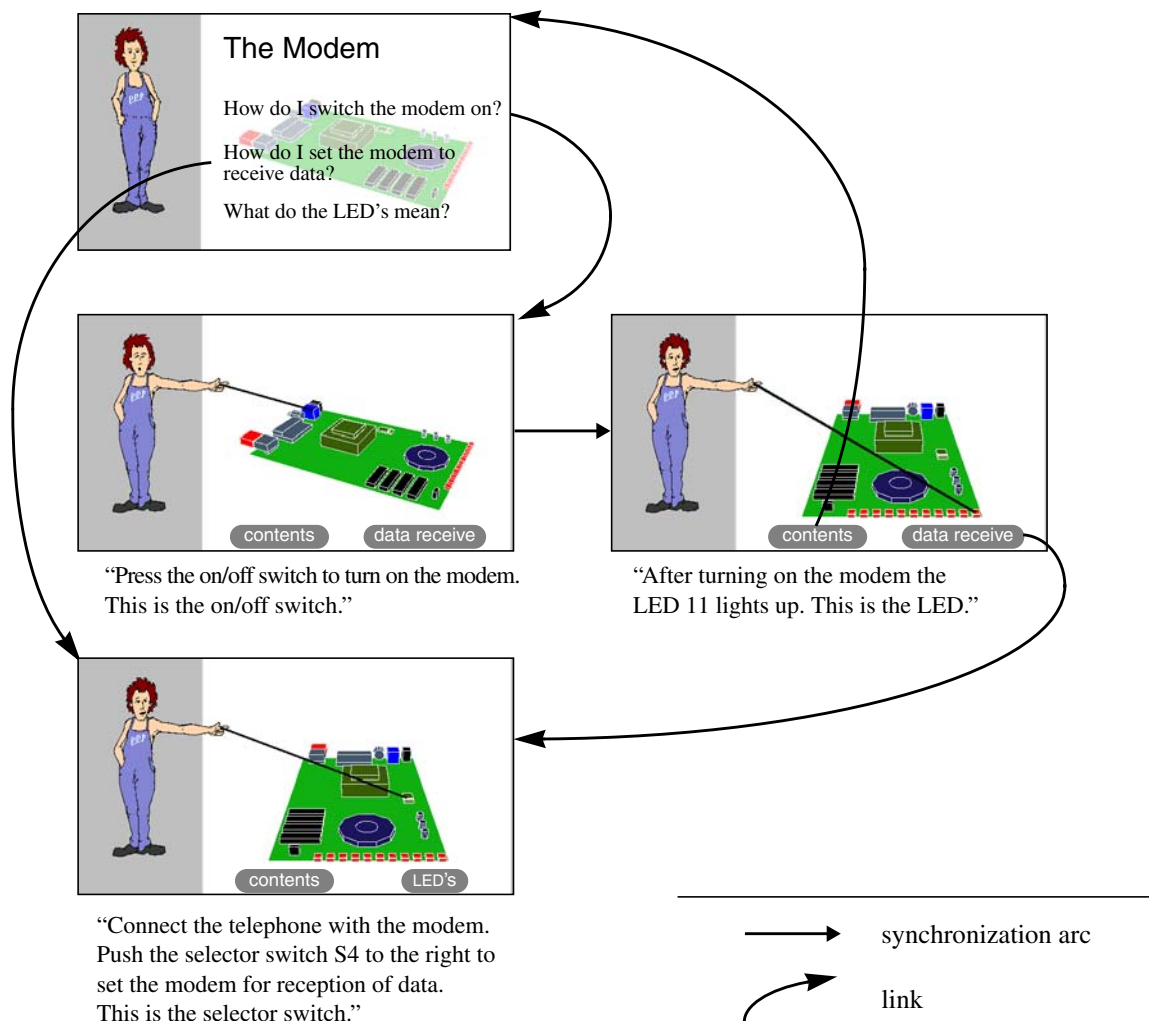 The Modem
How do I switch the modem on?
How do I set the modem to
receive data?
What do the LED’s mean?
contents
data receive
“Press the on/off switch to turn on the modem.
This is the on/off switch.”
contents
data receive
“After turning on the modem the
LED 11 lights up. This is the LED.”
contents
LED’s
“Connect the telephone with the modem.
Push the selector switch S4 to the right to
set the modem for reception of data.
This is the selector switch.”
synchronization arc
link